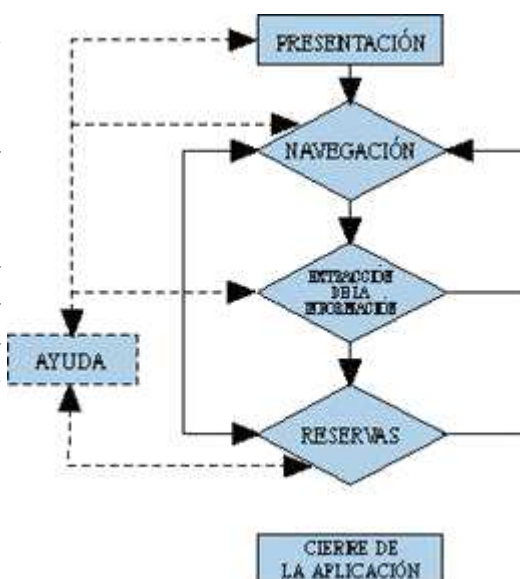 PRESENTACIÓN
NAVEGACIÓN
EXTRACCIÓN
DE LA
INFORMACIÓN
AYUDA
RESERVAS
CIERRE DE
LA APLICACIÓN